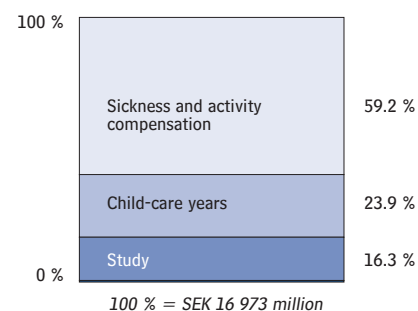 100 %
Sickness and activity
compensation
59.2 %
Child-care years
23.9 %
Study
16.3 %
0 %
100 % = SEK 16 973 million